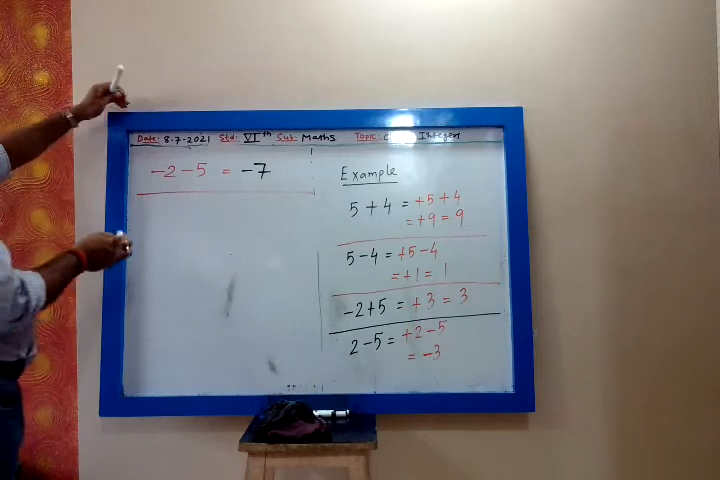 Date: 8-7-2021 Std: VIth Sub: Maths Topic: Integers
-2-5 = -7
Example
5+4 = +5+4
= +9 = 9
5-4 = +5-4
= +1 = 1
-2+5 = +3 = 3
2-5 = +2-5
= -3